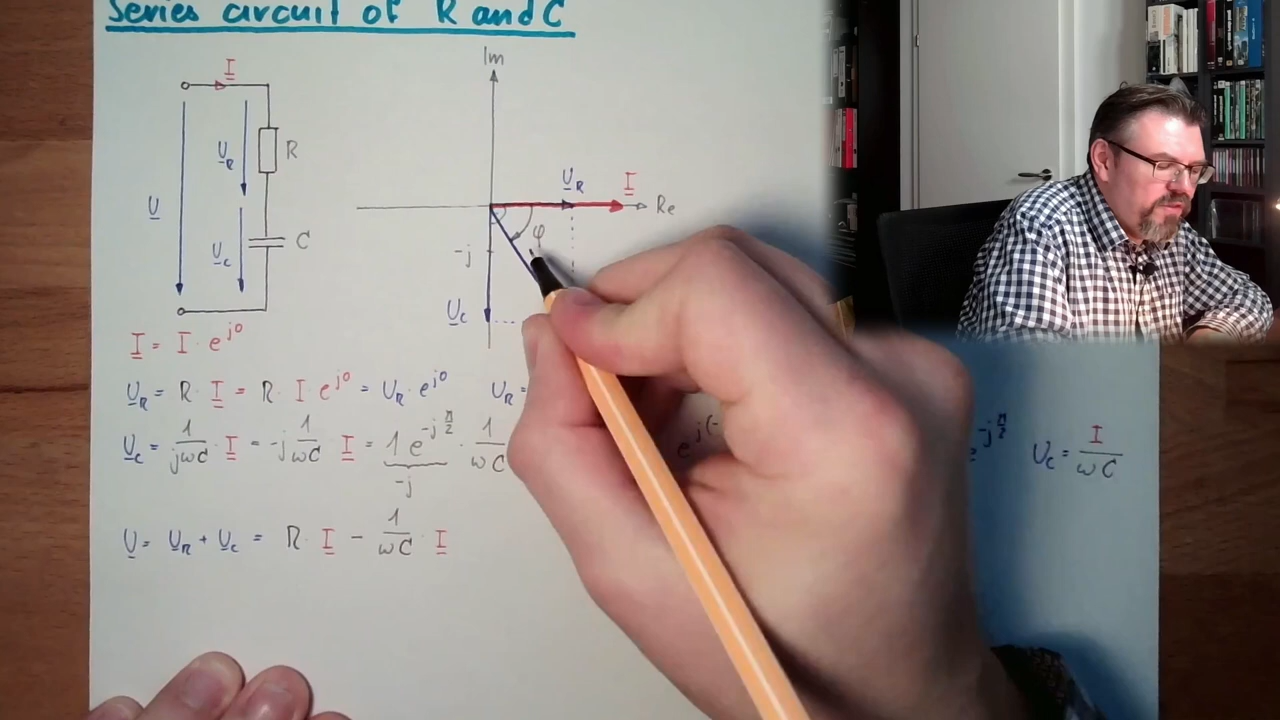 Series circuit of R and C
I
U
U_R
R
U_C
C
Im
U_R
I
Re
φ
-j
U_C
I = I · e^{j0}
U_R = R · I = R · I e^{j0} = U_R · e^{j0} U_R =
U_C = 1/(jωC) · I = -j 1/(ωC) I = 1 e^{-j π/2} · 1/(ωC) e^{j(- e^{-j π/2} U_C = I/(ωC)
-j
U = U_R + U_C = R · I - 1/(ωC) · I